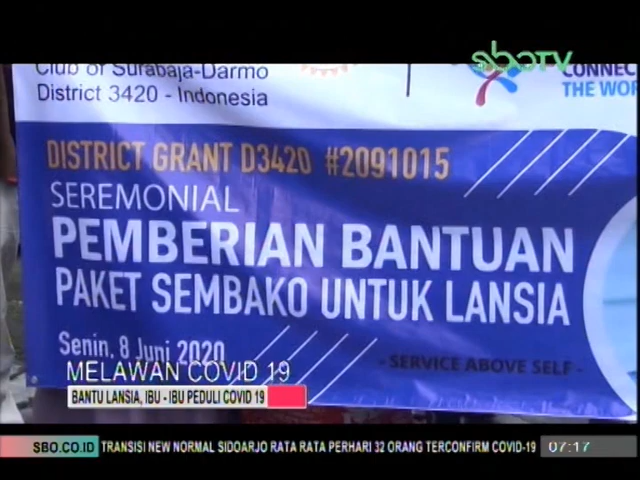 sboTV
Club of Surabaja-Darmo
District 3420 - Indonesia
CONNEC
THE WOR
DISTRICT GRANT D3420 #2091015
SEREMONIAL
PEMBERIAN BANTUAN
PAKET SEMBAKO UNTUK LANSIA
Senin, 8 Juni 2020
- SERVICE ABOVE SELF -
MELAWAN COVID 19
BANTU LANSIA, IBU - IBU PEDULI COVID 19
SBO.CO.ID TRANSISI NEW NORMAL SIDOARJO RATA RATA PERHARI 32 ORANG TERCONFIRM COVID-19 07:17